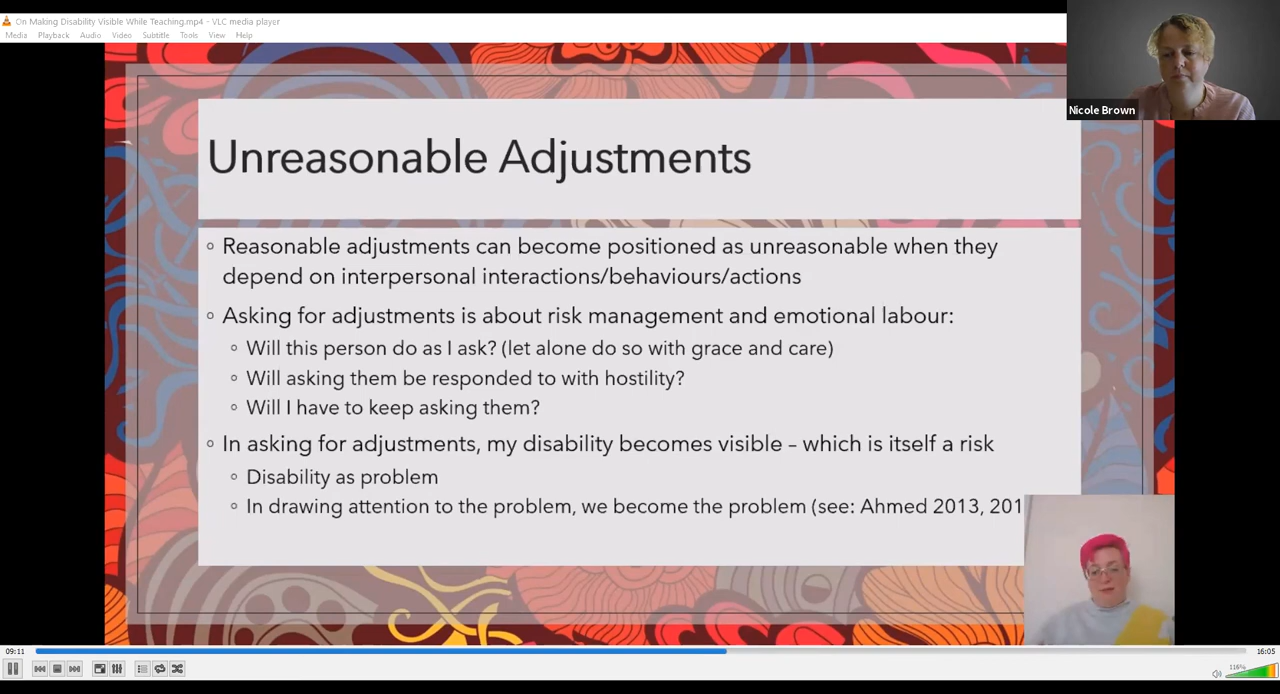 On Making Disability Visible While Teaching.mp4 - VLC media player
Media Playback Audio Video Subtitle Tools View Help
Nicole Brown
Unreasonable Adjustments
Reasonable adjustments can become positioned as unreasonable when they
depend on interpersonal interactions/behaviours/actions
Asking for adjustments is about risk management and emotional labour:
Will this person do as I ask? (let alone do so with grace and care)
Will asking them be responded to with hostility?
Will I have to keep asking them?
In asking for adjustments, my disability becomes visible – which is itself a risk
Disability as problem
In drawing attention to the problem, we become the problem (see: Ahmed 2013, 201
09:11
16:05
116%